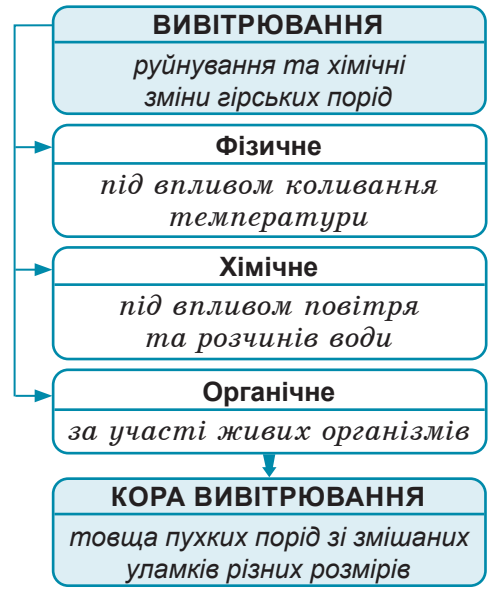 ВИВІТРЮВАННЯ
руйнування та хімічні
зміни гірських порід
Фізичне
під впливом коливання
температури
Хімічне
під впливом повітря
та розчинів води
Органічне
за участі живих організмів
КОРА ВИВІТРЮВАННЯ
товща пухких порід зі змішаних
уламків різних розмірів